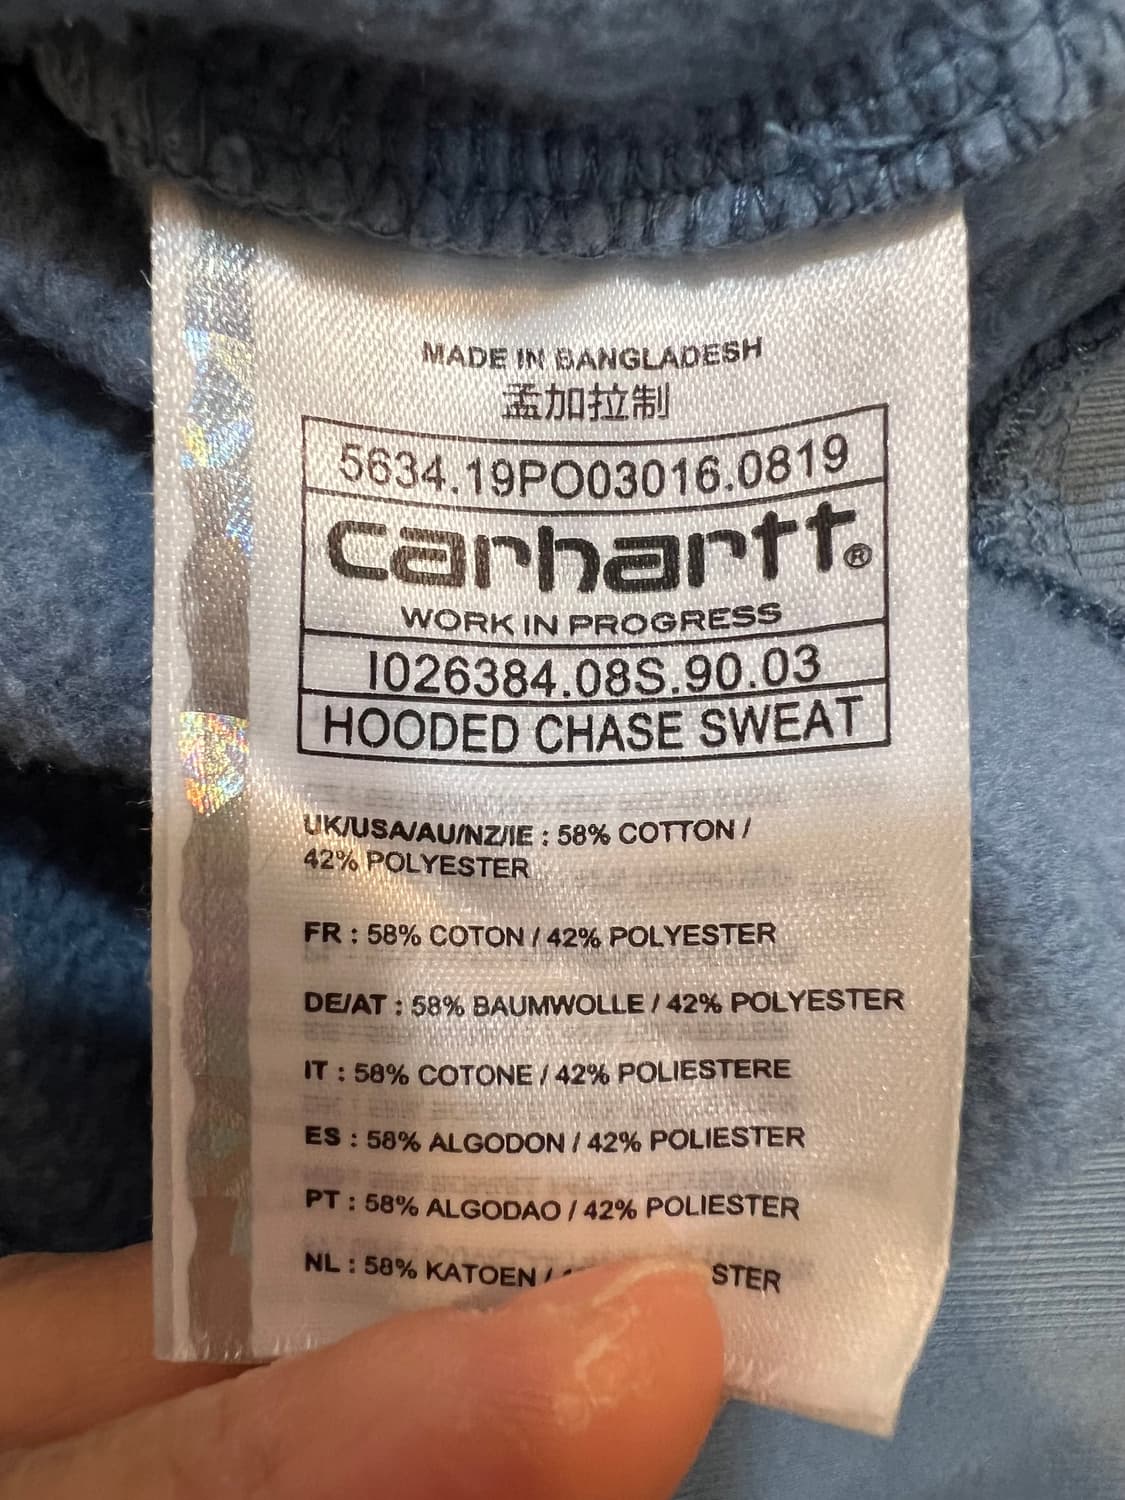 MADE IN BANGLADESH
孟加拉制
5634.19PO03016.0819
carhartt®
WORK IN PROGRESS
I026384.08S.90.03
HOODED CHASE SWEAT
UK/USA/AU/NZ/IE : 58% COTTON /
42% POLYESTER
FR : 58% COTON / 42% POLYESTER
DE/AT : 58% BAUMWOLLE / 42% POLYESTER
IT : 58% COTONE / 42% POLIESTERE
ES : 58% ALGODON / 42% POLIESTER
PT : 58% ALGODAO / 42% POLIESTER
NL : 58% KATOEN / STER